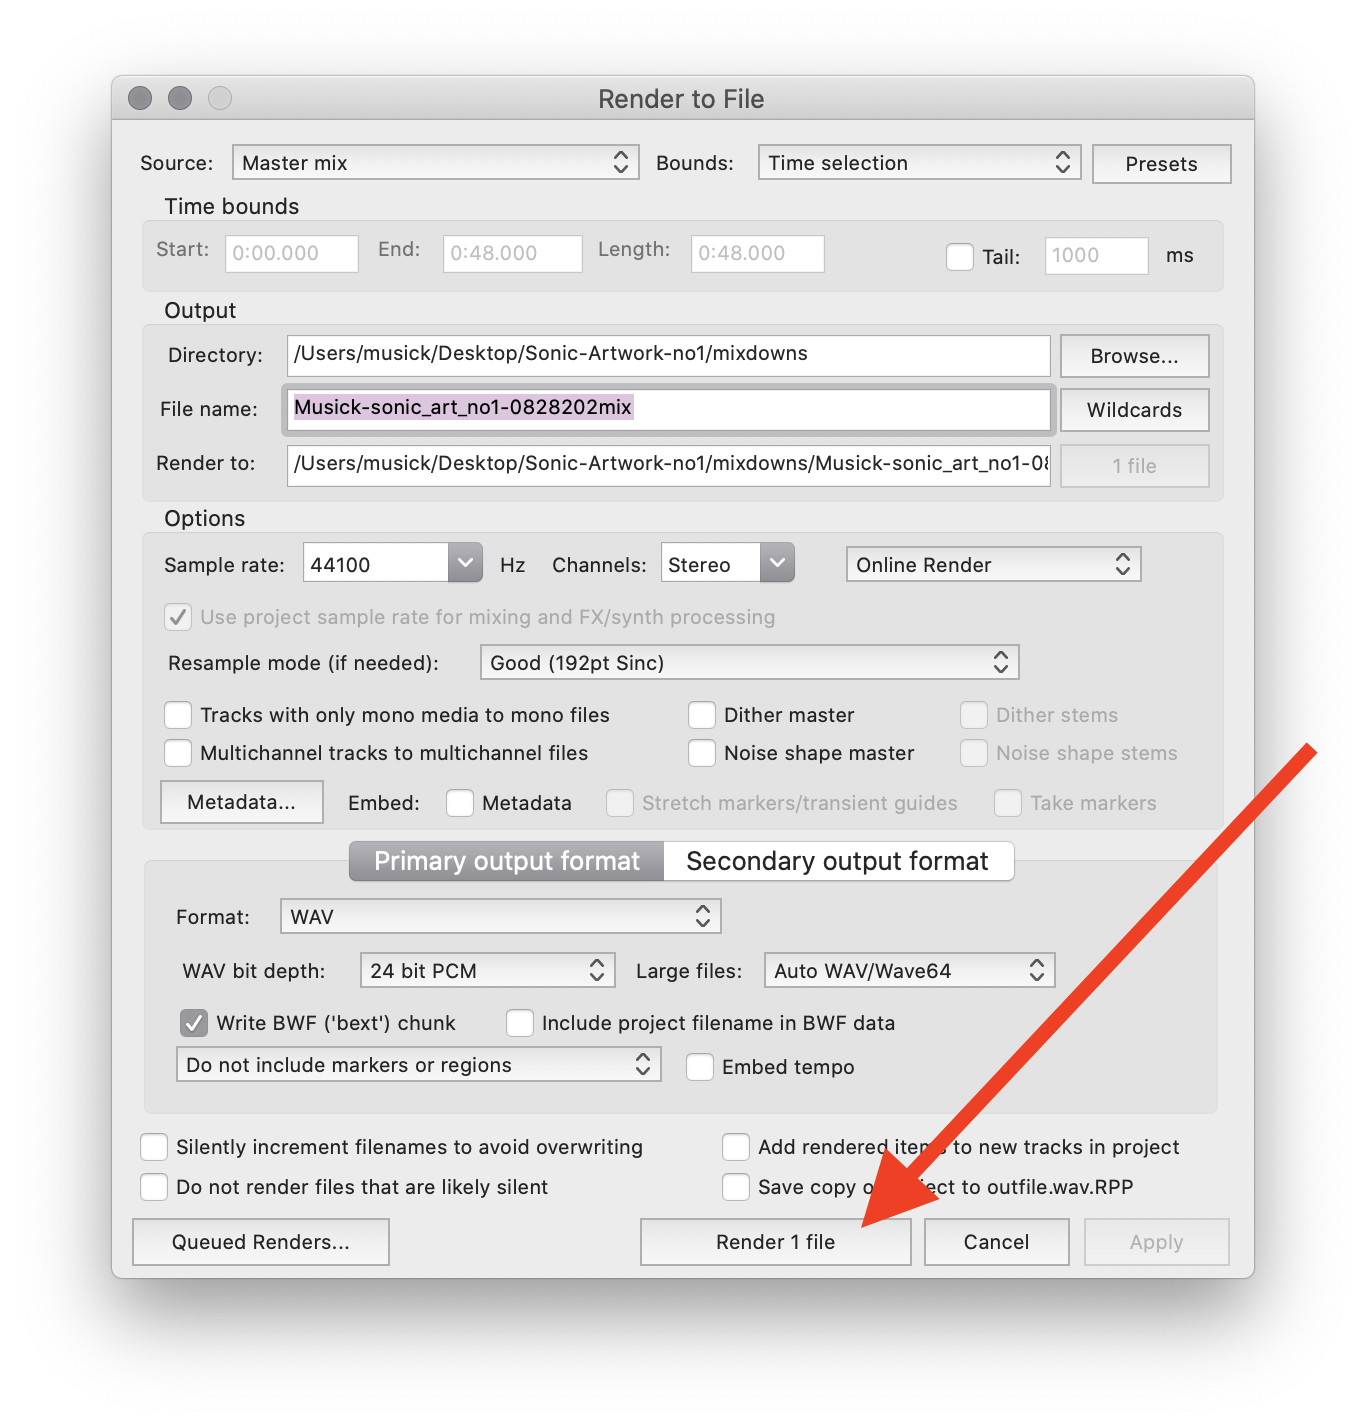 Render to File
Source: Master mix Bounds: Time selection Presets
Time bounds
Start: 0:00.000 End: 0:48.000 Length: 0:48.000 Tail: 1000 ms
Output
Directory: /Users/musick/Desktop/Sonic-Artwork-no1/mixdowns Browse...
File name: Musick-sonic_art_no1-0828202mix Wildcards
Render to: /Users/musick/Desktop/Sonic-Artwork-no1/mixdowns/Musick-sonic_art_no1-08 1 file
Options
Sample rate: 44100 Hz Channels: Stereo Online Render
Use project sample rate for mixing and FX/synth processing
Resample mode (if needed): Good (192pt Sinc)
Tracks with only mono media to mono files Dither master Dither stems
Multichannel tracks to multichannel files Noise shape master Noise shape stems
Metadata... Embed: Metadata Stretch markers/transient guides Take markers
Primary output format Secondary output format
Format: WAV
WAV bit depth: 24 bit PCM Large files: Auto WAV/Wave64
Write BWF ('bext') chunk Include project filename in BWF data
Do not include markers or regions Embed tempo
Silently increment filenames to avoid overwriting Add rendered items to new tracks in project
Do not render files that are likely silent Save copy to outfile.wav.RPP
Queued Renders... Render 1 file Cancel Apply